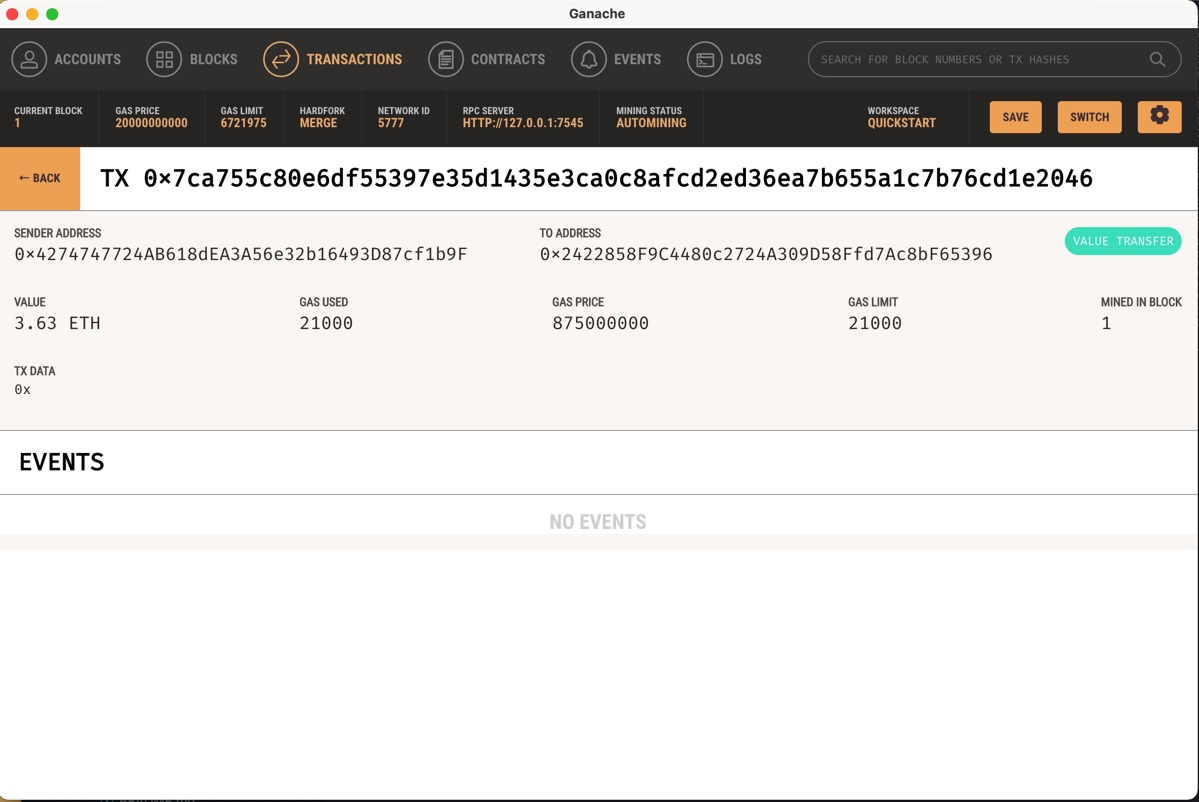 Ganache
ACCOUNTS BLOCKS TRANSACTIONS CONTRACTS EVENTS LOGS SEARCH FOR BLOCK NUMBERS OR TX HASHES
CURRENT BLOCK GAS PRICE GAS LIMIT HARDFORK NETWORK ID RPC SERVER MINING STATUS WORKSPACE
1 20000000000 6721975 MERGE 5777 HTTP://127.0.0.1:7545 AUTOMINING QUICKSTART SAVE SWITCH
← BACK TX 0×7ca755c80e6df55397e35d1435e3ca0c8afcd2ed36ea7b655a1c7b76cd1e2046
SENDER ADDRESS TO ADDRESS
0×4274747724AB618dEA3A56e32b16493D87cf1b9F 0×2422858F9C4480c2724A309D58Ffd7Ac8bF65396 VALUE TRANSFER
VALUE GAS USED GAS PRICE GAS LIMIT MINED IN BLOCK
3.63 ETH 21000 875000000 21000 1
TX DATA
0x
EVENTS
NO EVENTS